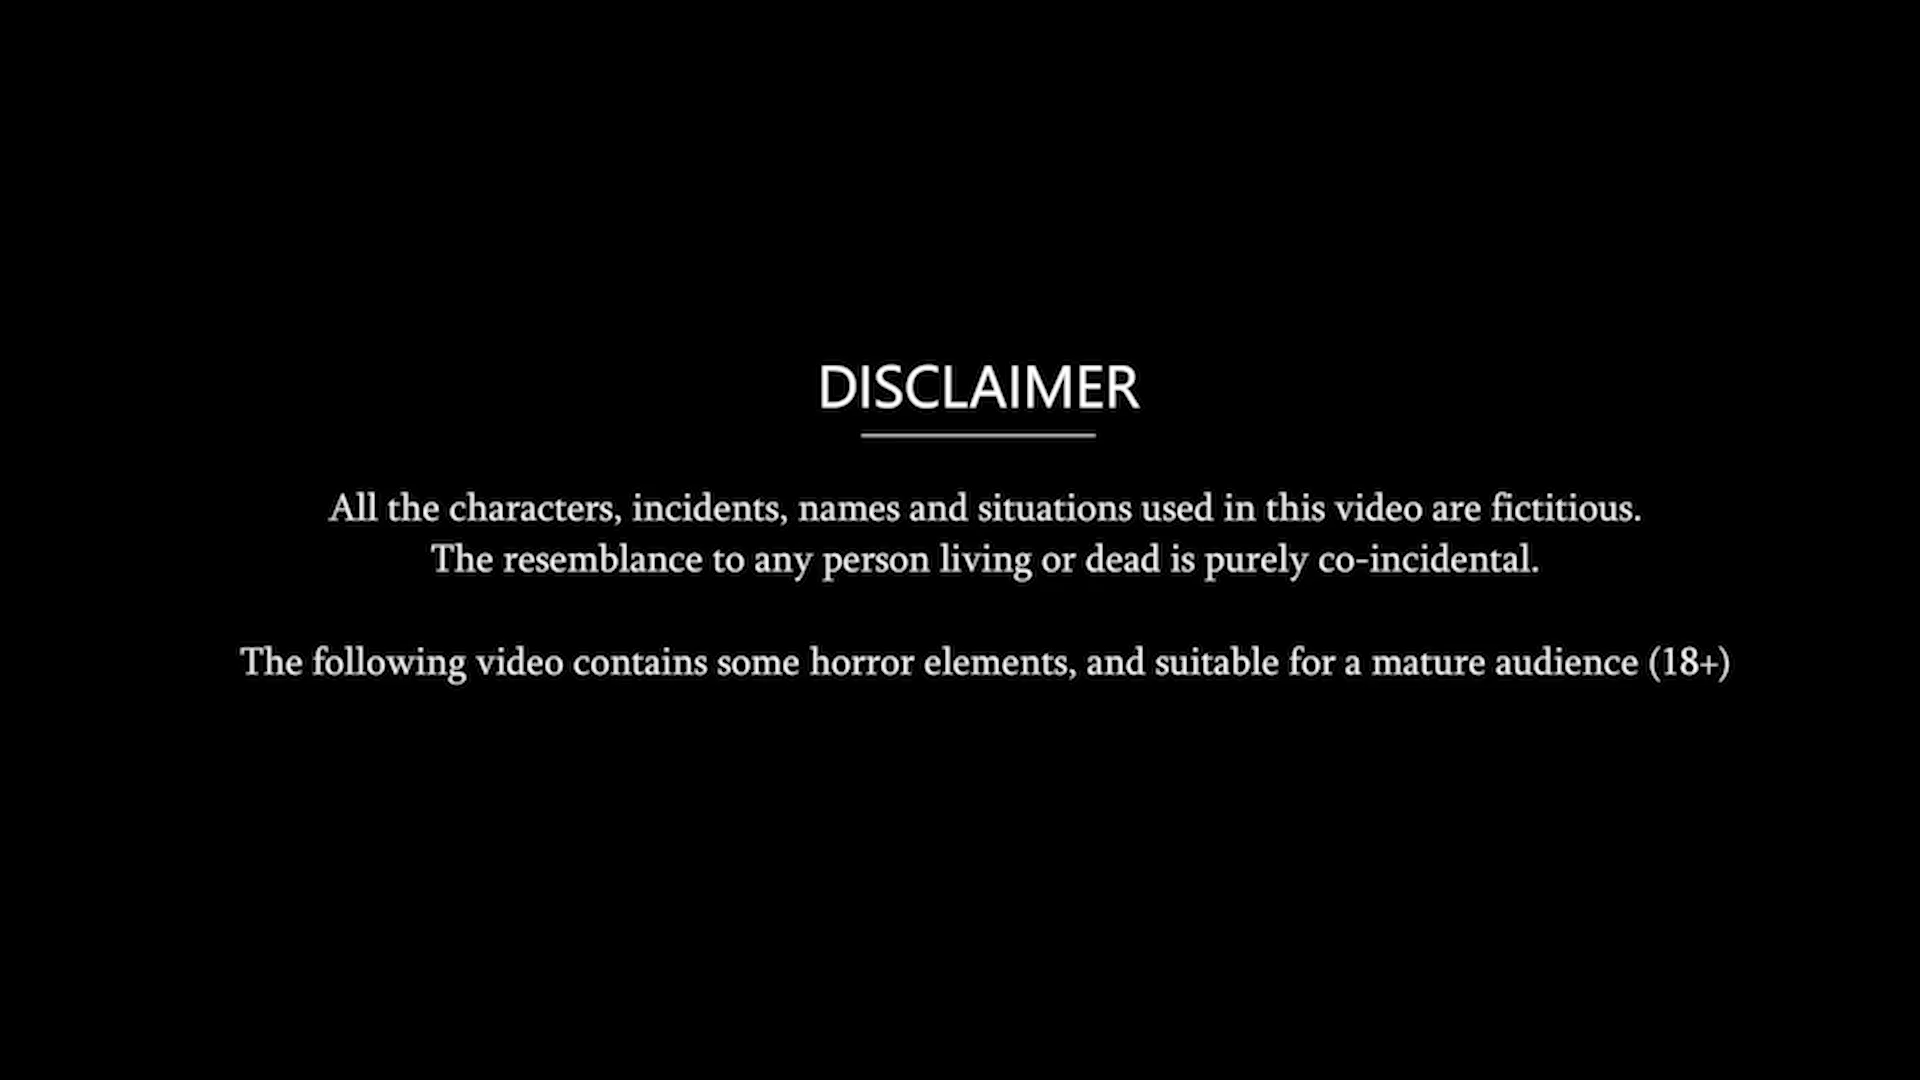 DISCLAIMER
All the characters, incidents, names and situations used in this video are fictitious.
The resemblance to any person living or dead is purely co-incidental.
The following video contains some horror elements, and suitable for a mature audience (18+)